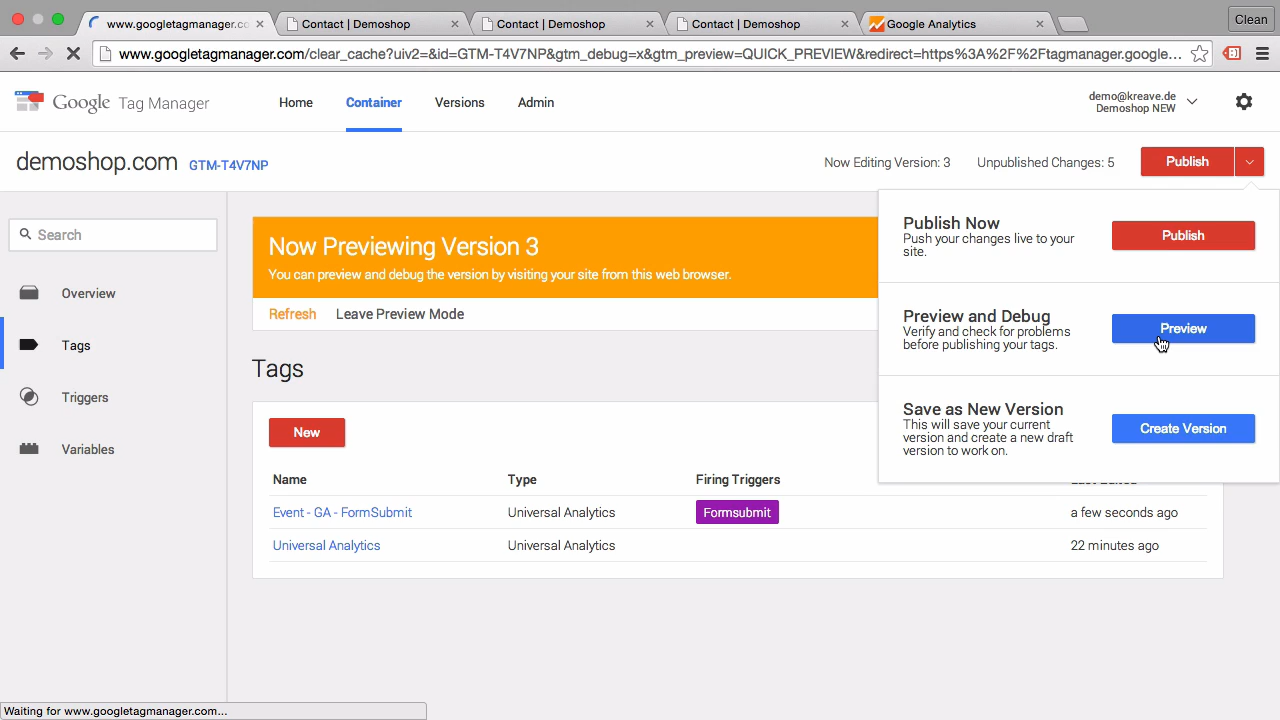 www.googletagmanager.co
Contact | Demoshop
Contact | Demoshop
Contact | Demoshop
Google Analytics
Clean
www.googletagmanager.com/clear_cache?uiv2=&id=GTM-T4V7NP&gtm_debug=x&gtm_preview=QUICK_PREVIEW&redirect=https%3A%2F%2Ftagmanager.google...
Google Tag Manager
Home
Container
Versions
Admin
demo@kreave.de
Demoshop NEW
demoshop.com GTM-T4V7NP
Now Editing Version: 3
Unpublished Changes: 5
Publish
Search
Overview
Tags
Triggers
Variables
Now Previewing Version 3
You can preview and debug the version by visiting your site from this web browser.
Refresh
Leave Preview Mode
Publish Now
Push your changes live to your
site.
Publish
Preview and Debug
Verify and check for problems
before publishing your tags.
Preview
Save as New Version
This will save your current
version and create a new draft
version to work on.
Create Version
Tags
New
Name
Type
Firing Triggers
Event - GA - FormSubmit
Universal Analytics
Formsubmit
a few seconds ago
Universal Analytics
Universal Analytics
22 minutes ago
Waiting for www.googletagmanager.com...